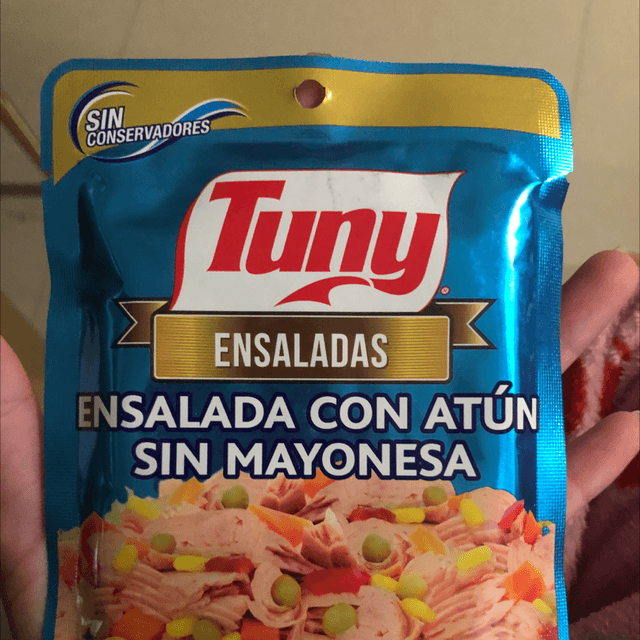 SIN
CONSERVADORES
Tuny
ENSALADAS
ENSALADA CON ATÚN
SIN MAYONESA